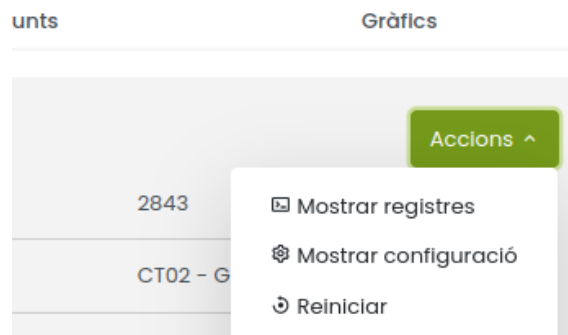 unts
Gràfics
Accions
2843
Mostrar registres
CT02 - G
Mostrar configuració
Reiniciar